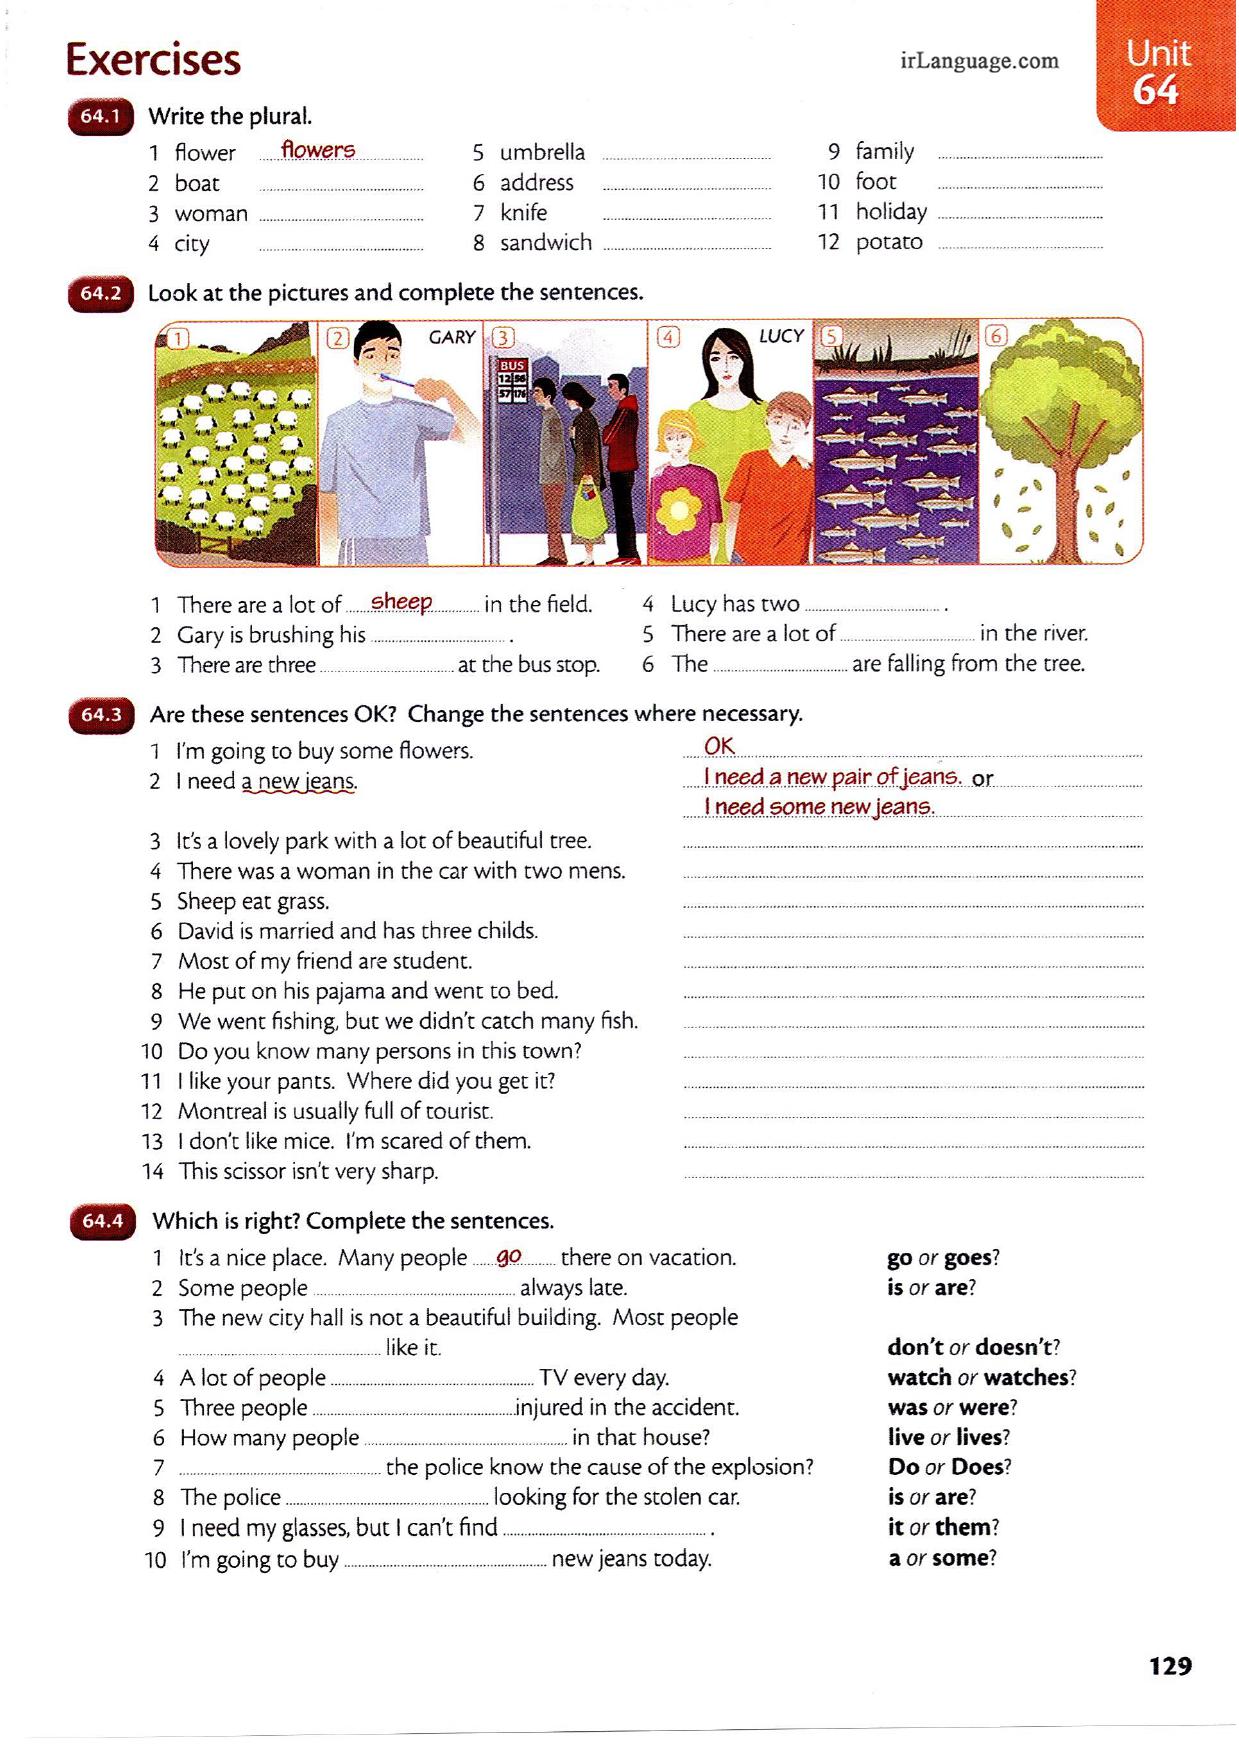 Exercises
irLanguage.com
Unit
64
64.1 Write the plural.
1 flower flowers
2 boat
3 woman
4 city
5 umbrella
6 address
7 knife
8 sandwich
9 family
10 foot
11 holiday
12 potato
64.2 Look at the pictures and complete the sentences.
1
2 GARY
3
BUS
12 56
57 176
4 LUCY
5
6
1 There are a lot of sheep in the field.
2 Gary is brushing his .
3 There are three at the bus stop.
4 Lucy has two .
5 There are a lot of in the river.
6 The are falling from the tree.
64.3 Are these sentences OK? Change the sentences where necessary.
1 I'm going to buy some flowers. OK
2 I need a new jeans. I need a new pair of jeans. or
I need some new jeans.
3 It's a lovely park with a lot of beautiful tree.
4 There was a woman in the car with two mens.
5 Sheep eat grass.
6 David is married and has three childs.
7 Most of my friend are student.
8 He put on his pajama and went to bed.
9 We went fishing, but we didn't catch many fish.
10 Do you know many persons in this town?
11 I like your pants. Where did you get it?
12 Montreal is usually full of tourist.
13 I don't like mice. I'm scared of them.
14 This scissor isn't very sharp.
64.4 Which is right? Complete the sentences.
1 It's a nice place. Many people go there on vacation. go or goes?
2 Some people always late. is or are?
3 The new city hall is not a beautiful building. Most people
like it. don't or doesn't?
4 A lot of people TV every day. watch or watches?
5 Three people injured in the accident. was or were?
6 How many people in that house? live or lives?
7 the police know the cause of the explosion? Do or Does?
8 The police looking for the stolen car. is or are?
9 I need my glasses, but I can't find . it or them?
10 I'm going to buy new jeans today. a or some?
129